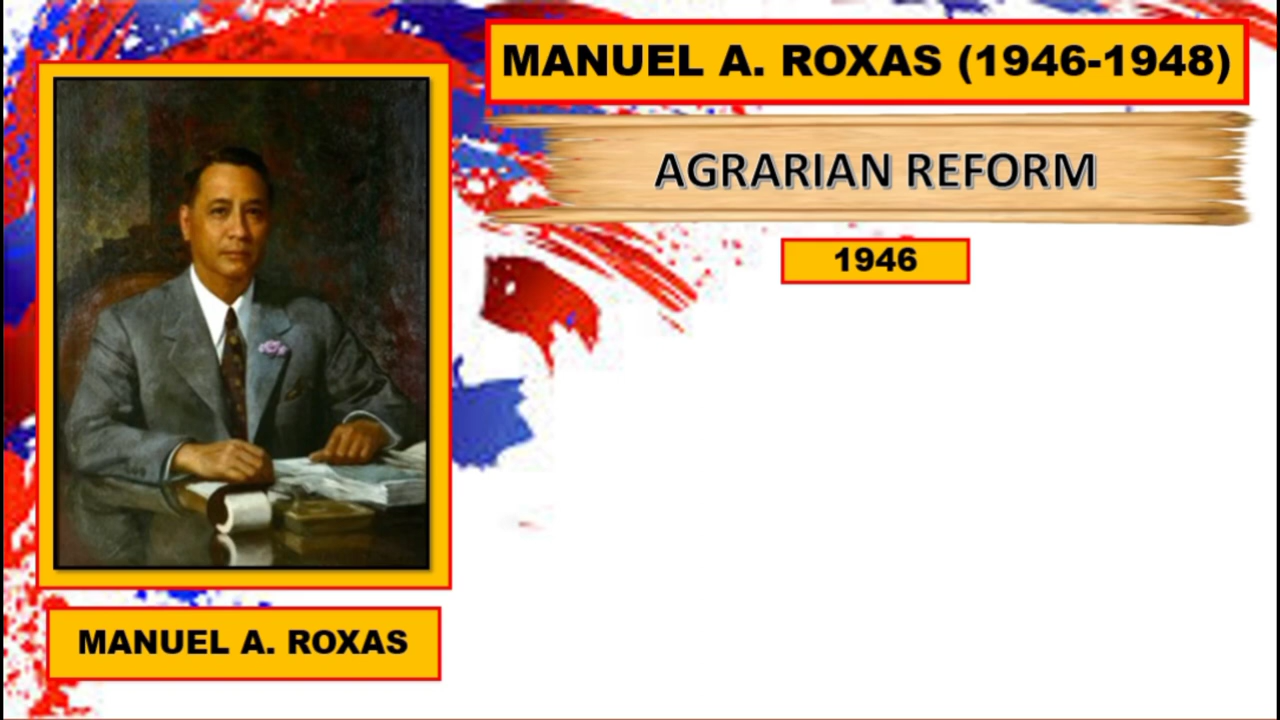 MANUEL A. ROXAS (1946-1948)
AGRARIAN REFORM
1946
MANUEL A. ROXAS